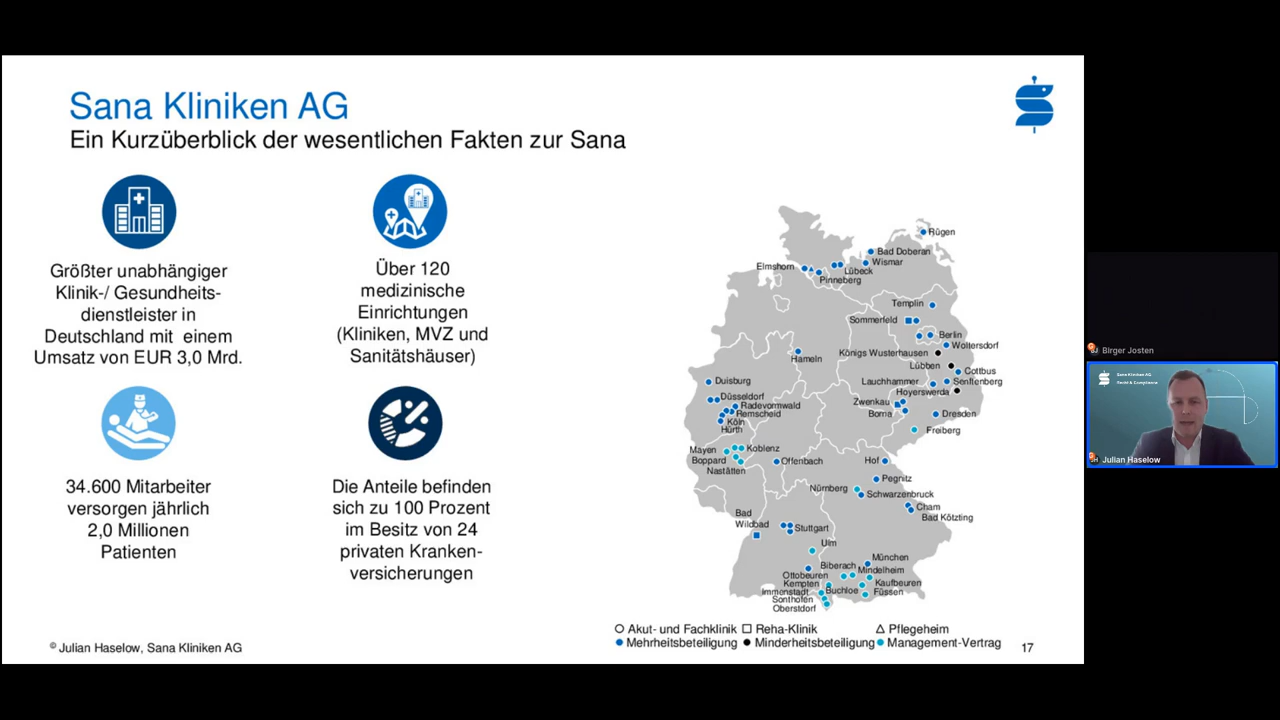 Sana Kliniken AG
Ein Kurzüberblick der wesentlichen Fakten zur Sana
Größter unabhängiger
Klinik-/ Gesundheits-
dienstleister in
Deutschland mit einem
Umsatz von EUR 3,0 Mrd.
Über 120
medizinische
Einrichtungen
(Kliniken, MVZ und
Sanitätshäuser)
34.600 Mitarbeiter
versorgen jährlich
2,0 Millionen
Patienten
Die Anteile befinden
sich zu 100 Prozent
im Besitz von 24
privaten Kranken-
versicherungen
Rügen
Bad Doberan
Wismar
Elmshorn
Lübeck
Pinneberg
Templin
Sommerfeld
Berlin
Woltersdorf
Königs Wusterhausen
Hameln
Lübben
Cottbus
Duisburg
Lauchhammer
Senftenberg
Hoyerswerda
Düsseldorf
Zwenkau
Radevormwald
Remscheid
Borna
Dresden
Köln
Hürth
Freiberg
Mayen
Koblenz
Boppard
Offenbach
Hof
Nastätten
Pegnitz
Nürnberg
Schwarzenbruck
Cham
Bad Kötzting
Bad
Wildbad
Stuttgart
Ulm
München
Biberach
Mindelheim
Ottobeuren
Kempten
Kaufbeuren
Immenstadt
Buchloe
Füssen
Sonthofen
Oberstdorf
Akut- und Fachklinik
Reha-Klinik
Pflegeheim
Mehrheitsbeteiligung
Minderheitsbeteiligung
Management-Vertrag
© Julian Haselow, Sana Kliniken AG
17
Birger Josten
Sana Kliniken AG
Julian Haselow